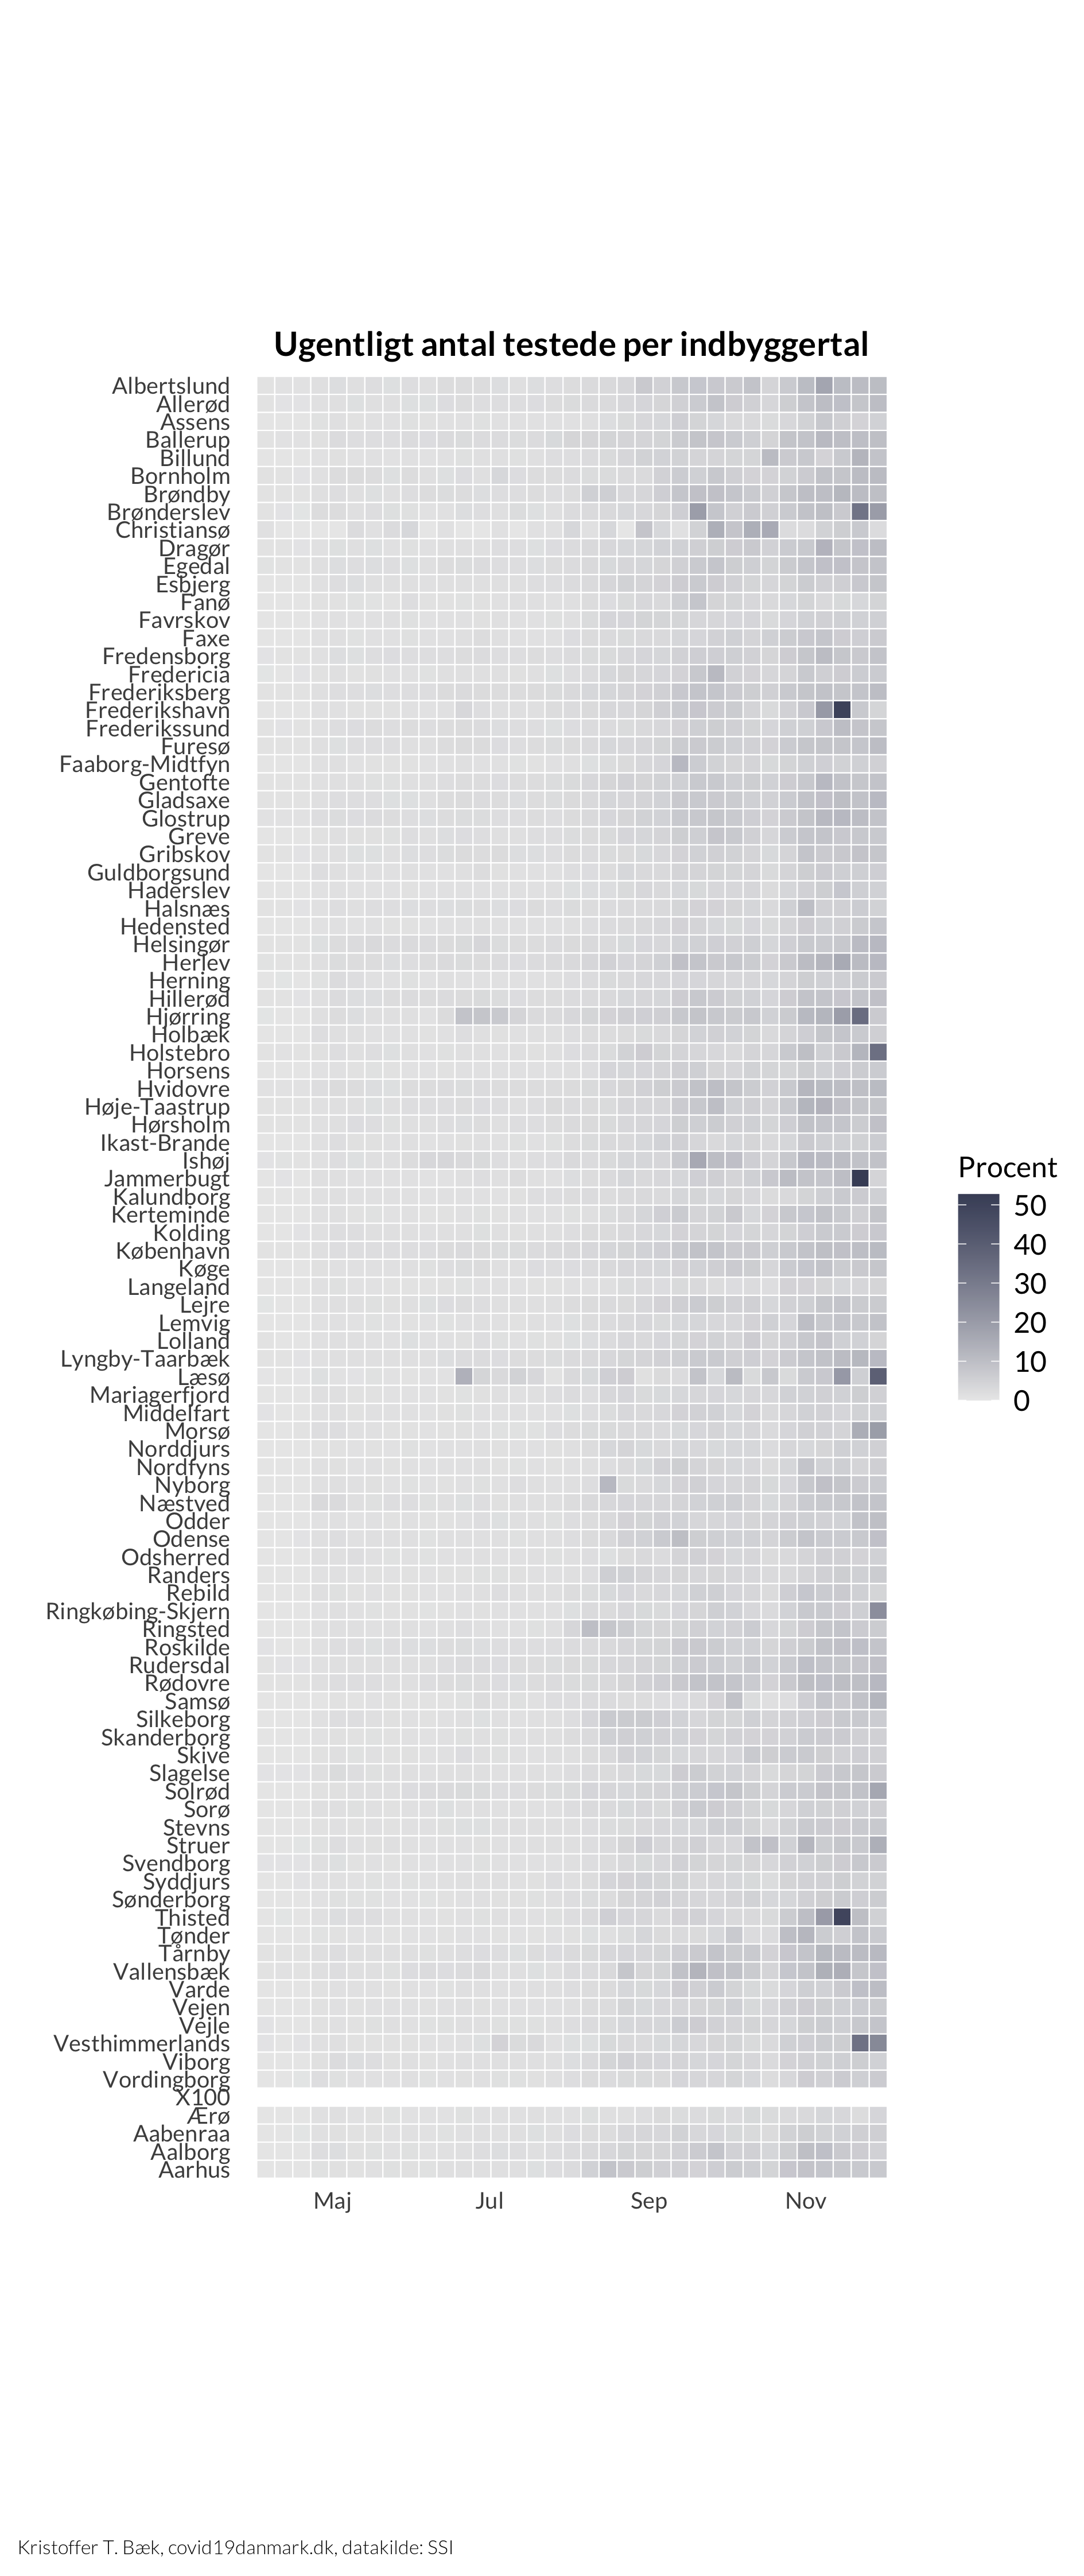 Ugentligt antal testede per indbyggertal
Albertslund
Allerød
Assens
Ballerup
Billund
Bornholm
Brøndby
Brønderslev
Christiansø
Dragør
Egedal
Esbjerg
Fanø
Favrskov
Faxe
Fredensborg
Fredericia
Frederiksberg
Frederikshavn
Frederikssund
Furesø
Faaborg-Midtfyn
Gentofte
Gladsaxe
Glostrup
Greve
Gribskov
Guldborgsund
Haderslev
Halsnæs
Hedensted
Helsingør
Herlev
Herning
Hillerød
Hjørring
Holbæk
Holstebro
Horsens
Hvidovre
Høje-Taastrup
Hørsholm
Ikast-Brande
Ishøj
Jammerbugt
Kalundborg
Kerteminde
Kolding
København
Køge
Langeland
Lejre
Lemvig
Lolland
Lyngby-Taarbæk
Læsø
Mariagerfjord
Middelfart
Morsø
Norddjurs
Nordfyns
Nyborg
Næstved
Odder
Odense
Odsherred
Randers
Rebild
Ringkøbing-Skjern
Ringsted
Roskilde
Rudersdal
Rødovre
Samsø
Silkeborg
Skanderborg
Skive
Slagelse
Solrød
Sorø
Stevns
Struer
Svendborg
Syddjurs
Sønderborg
Thisted
Tønder
Tårnby
Vallensbæk
Varde
Vejen
Vejle
Vesthimmerlands
Viborg
Vordingborg
X100
Ærø
Aabenraa
Aalborg
Aarhus
Maj Jul Sep Nov
Procent
50
40
30
20
10
0
Kristoffer T. Bæk, covid19danmark.dk, datakilde: SSI